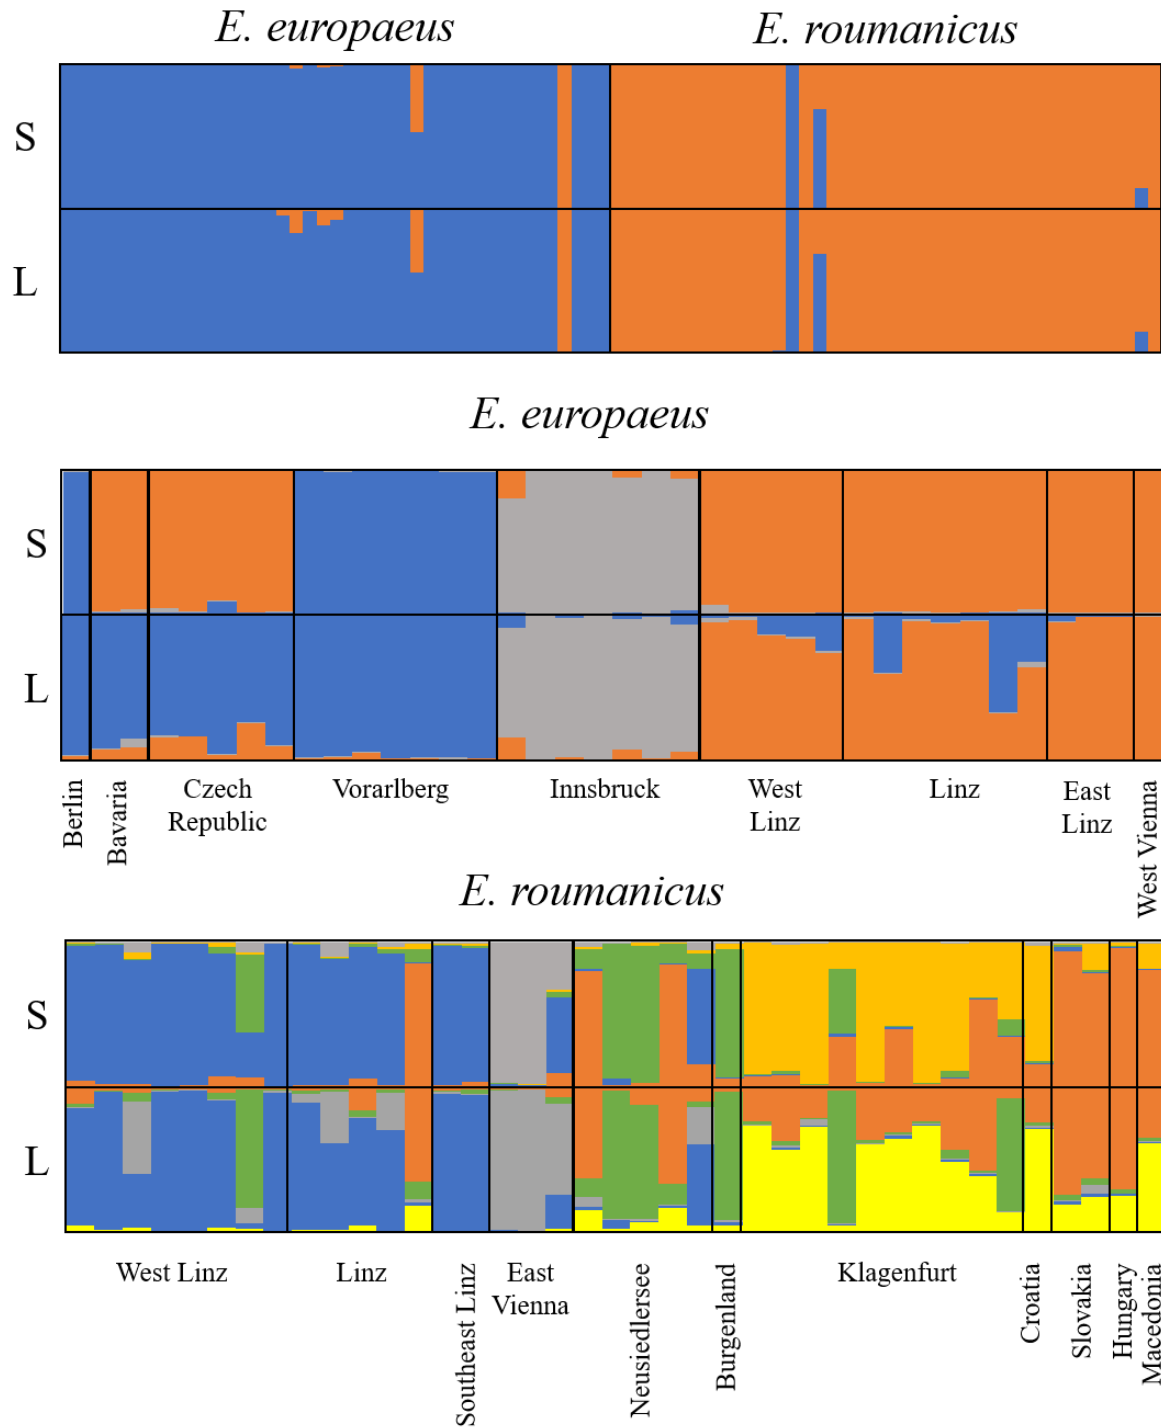 E. europaeus
E. roumanicus
S
L
E. europaeus
S
L
Berlin
Bavaria
Czech
Republic
Vorarlberg
Innsbruck
West
Linz
Linz
East
Linz
West Vienna
E. roumanicus
S
L
West Linz
Linz
Southeast Linz
East
Vienna
Neusiedlersee
Burgenland
Klagenfurt
Croatia
Slovakia
Hungary
Macedonia